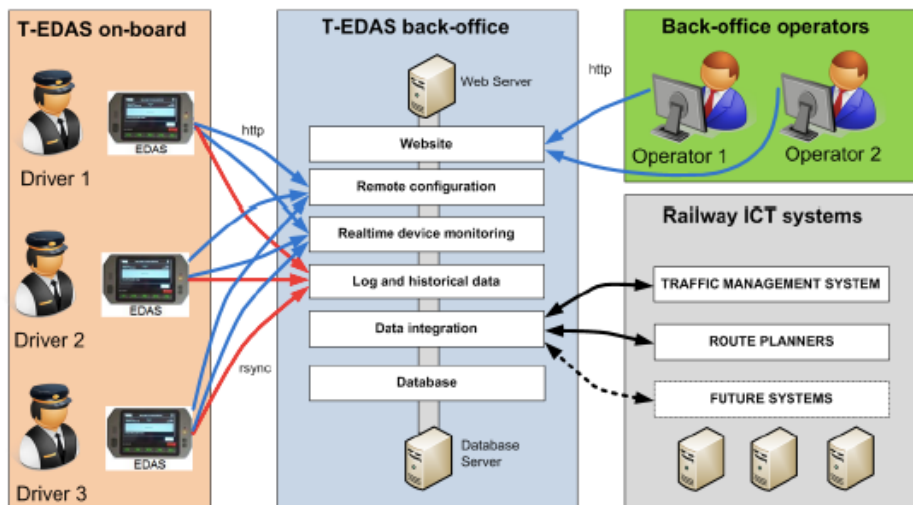 T-EDAS on-board
EDAS
Driver 1
EDAS
Driver 2
EDAS
Driver 3
http
rsync
T-EDAS back-office
Web Server
Website
Remote configuration
Realtime device monitoring
Log and historical data
Data integration
Database
Database
Server
http
Back-office operators
Operator 1
Operator 2
Railway ICT systems
TRAFFIC MANAGEMENT SYSTEM
ROUTE PLANNERS
FUTURE SYSTEMS